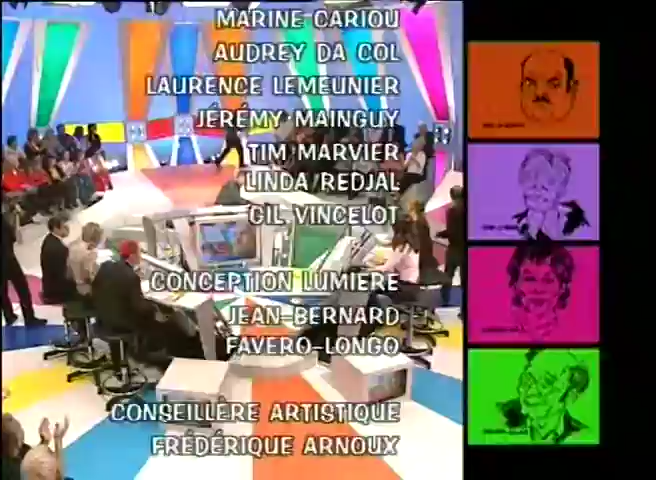 MARINE CARIOU
AUDREY DA COL
LAURENCE LEMEUNIER
JÉRÉMY MAINGUY
TIM MARVIER
LINDA REDJAL
GIL VINCELOT
CONCEPTION LUMIERE
JEAN-BERNARD
FAVERO-LONGO
CONSEILLÈRE ARTISTIQUE
FRÉDÉRIQUE ARNOUX